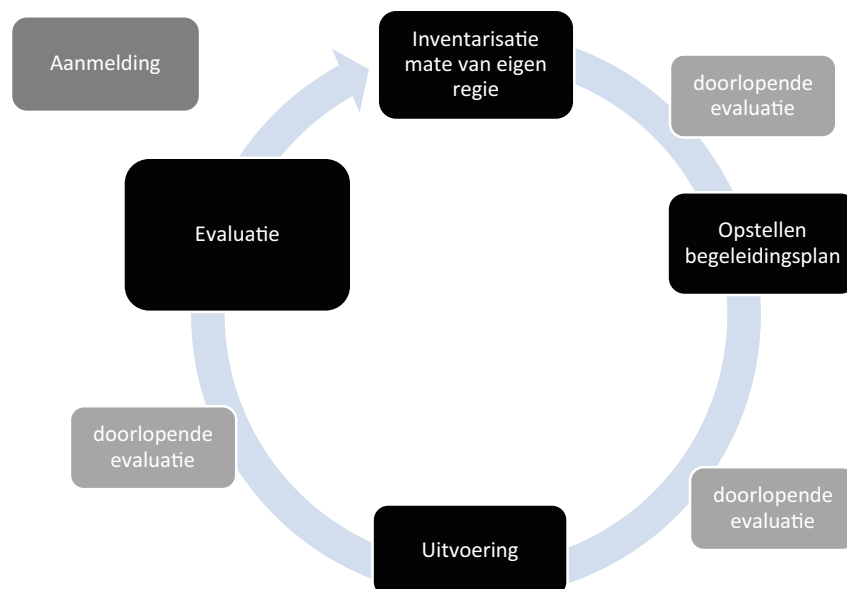 Aanmelding
Inventarisatie
mate van eigen
regie
doorlopende
evaluatie
Opstellen
begeleidingsplan
doorlopende
evaluatie
Uitvoering
doorlopende
evaluatie
Evaluatie